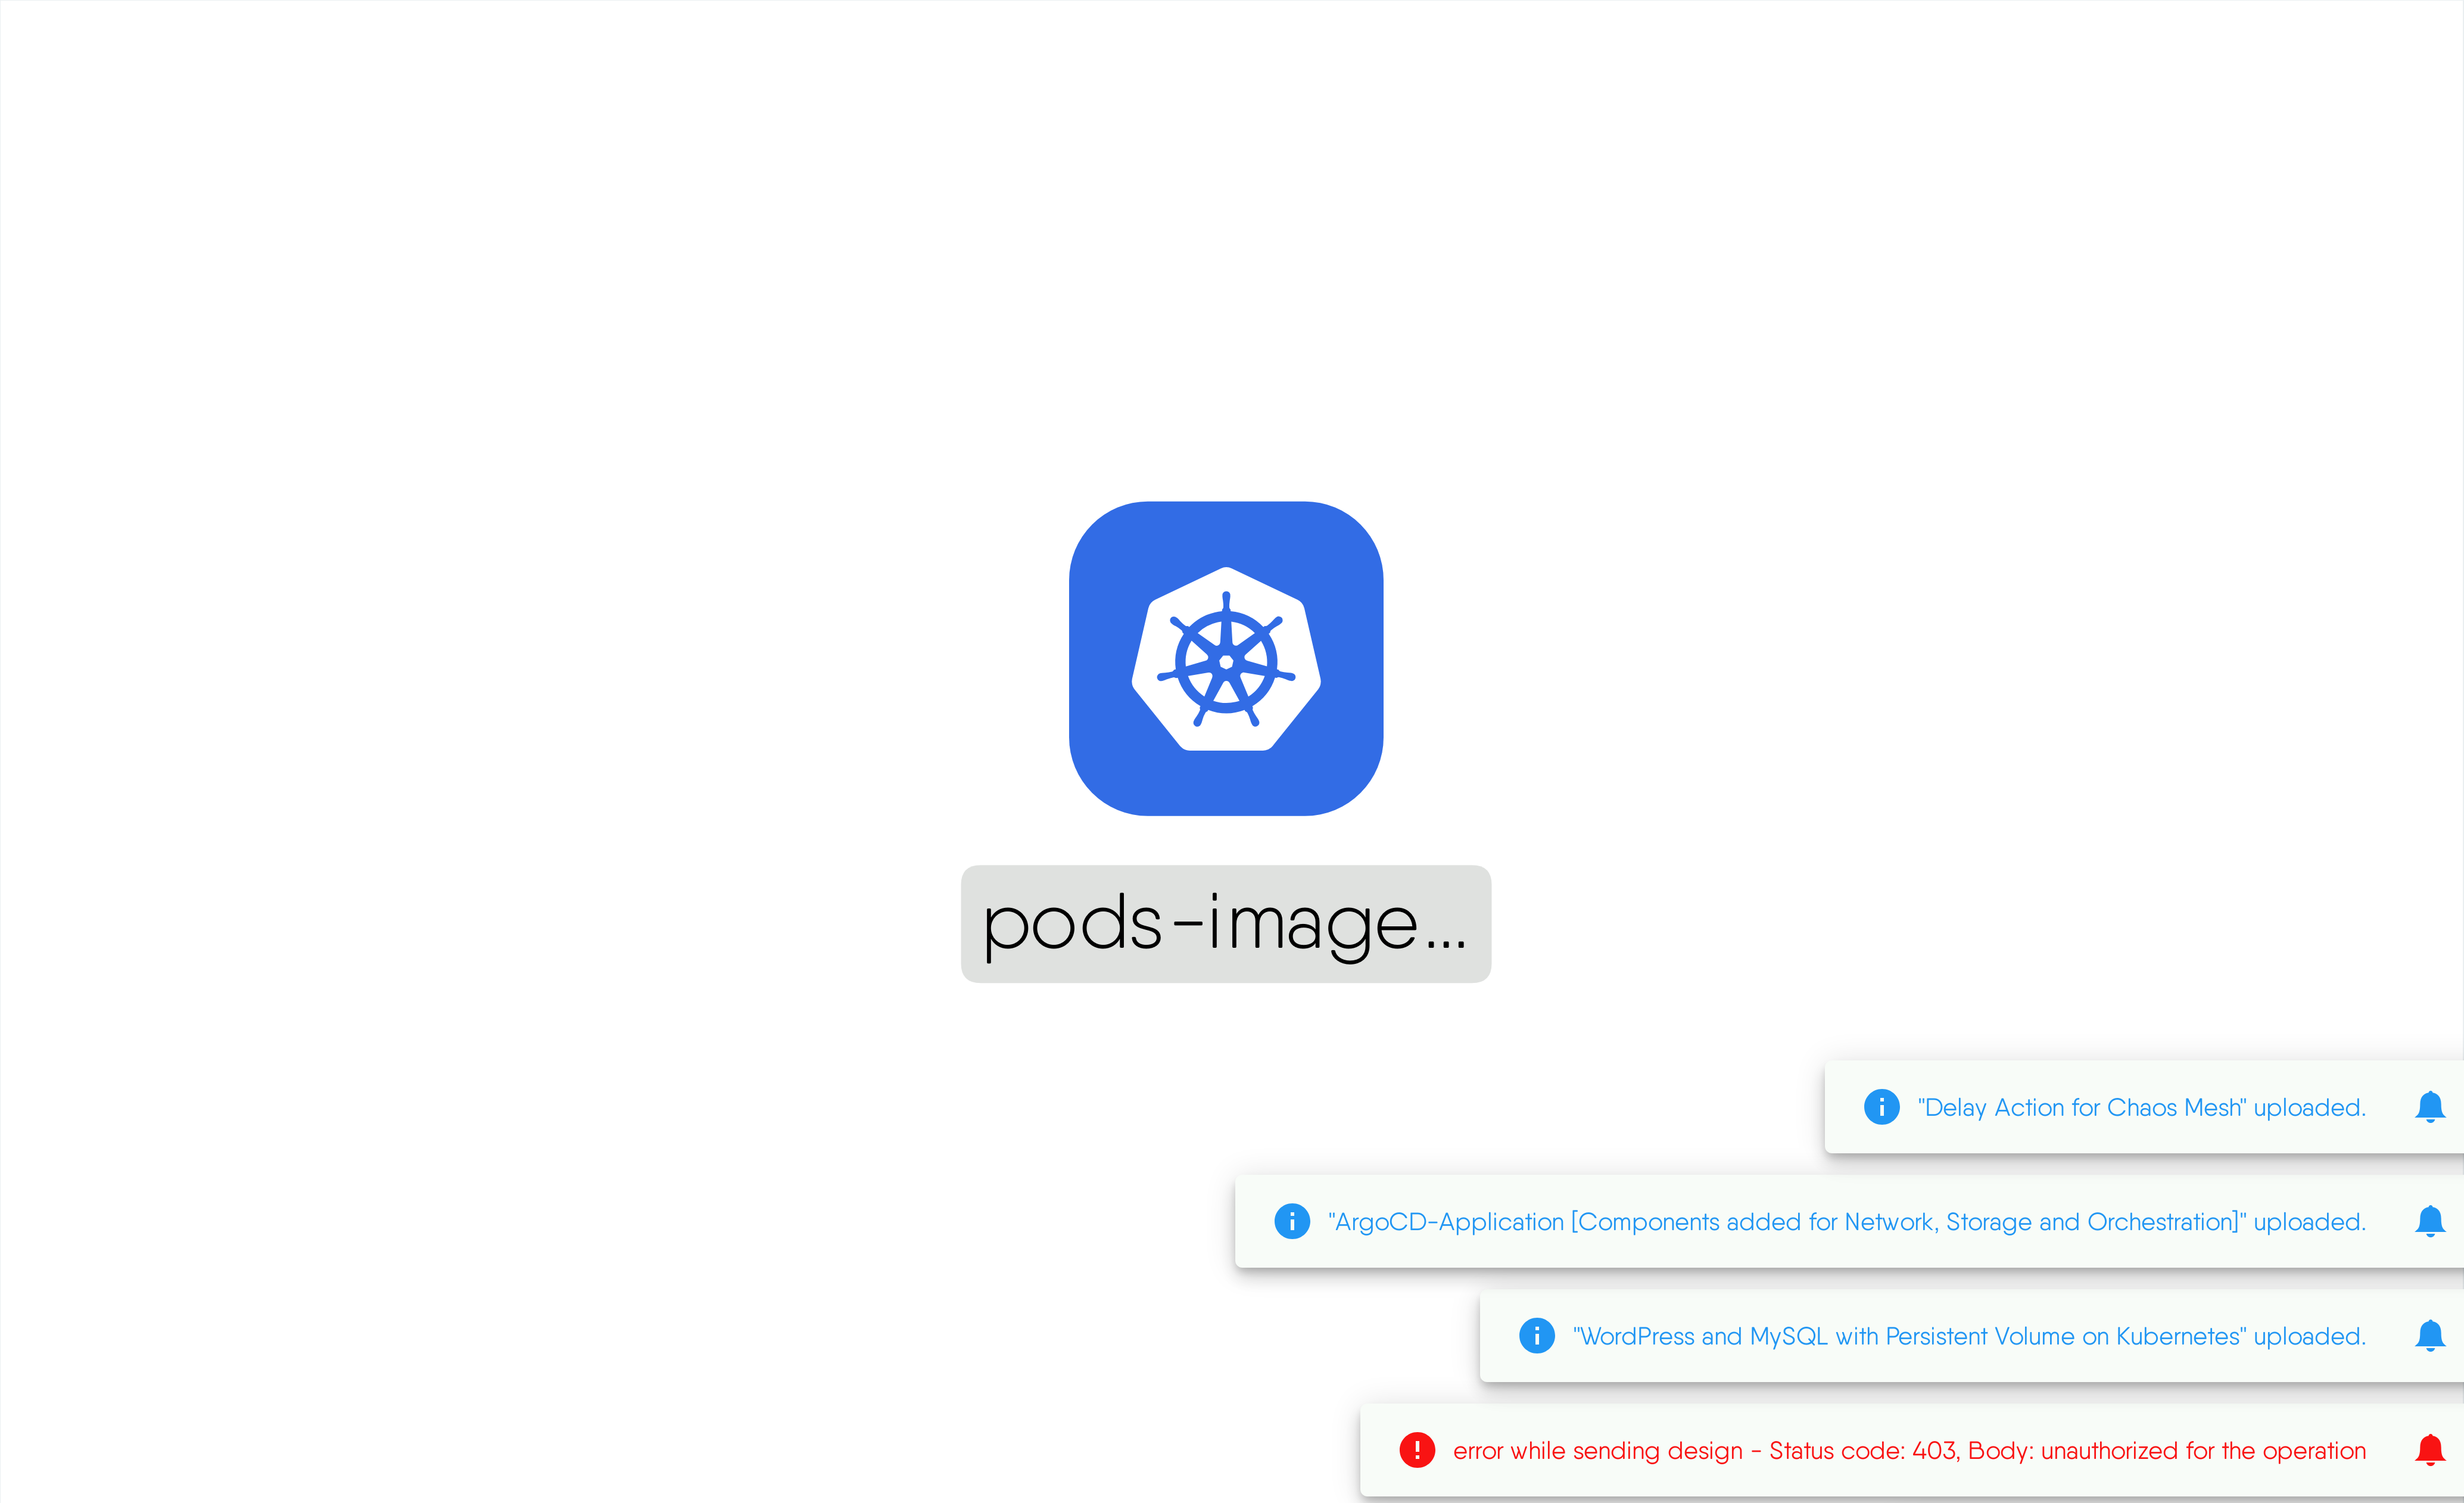 pods-image...
"Delay Action for Chaos Mesh" uploaded.
"ArgoCD-Application [Components added for Network, Storage and Orchestration]" uploaded.
"WordPress and MySQL with Persistent Volume on Kubernetes" uploaded.
error while sending design - Status code: 403, Body: unauthorized for the operation